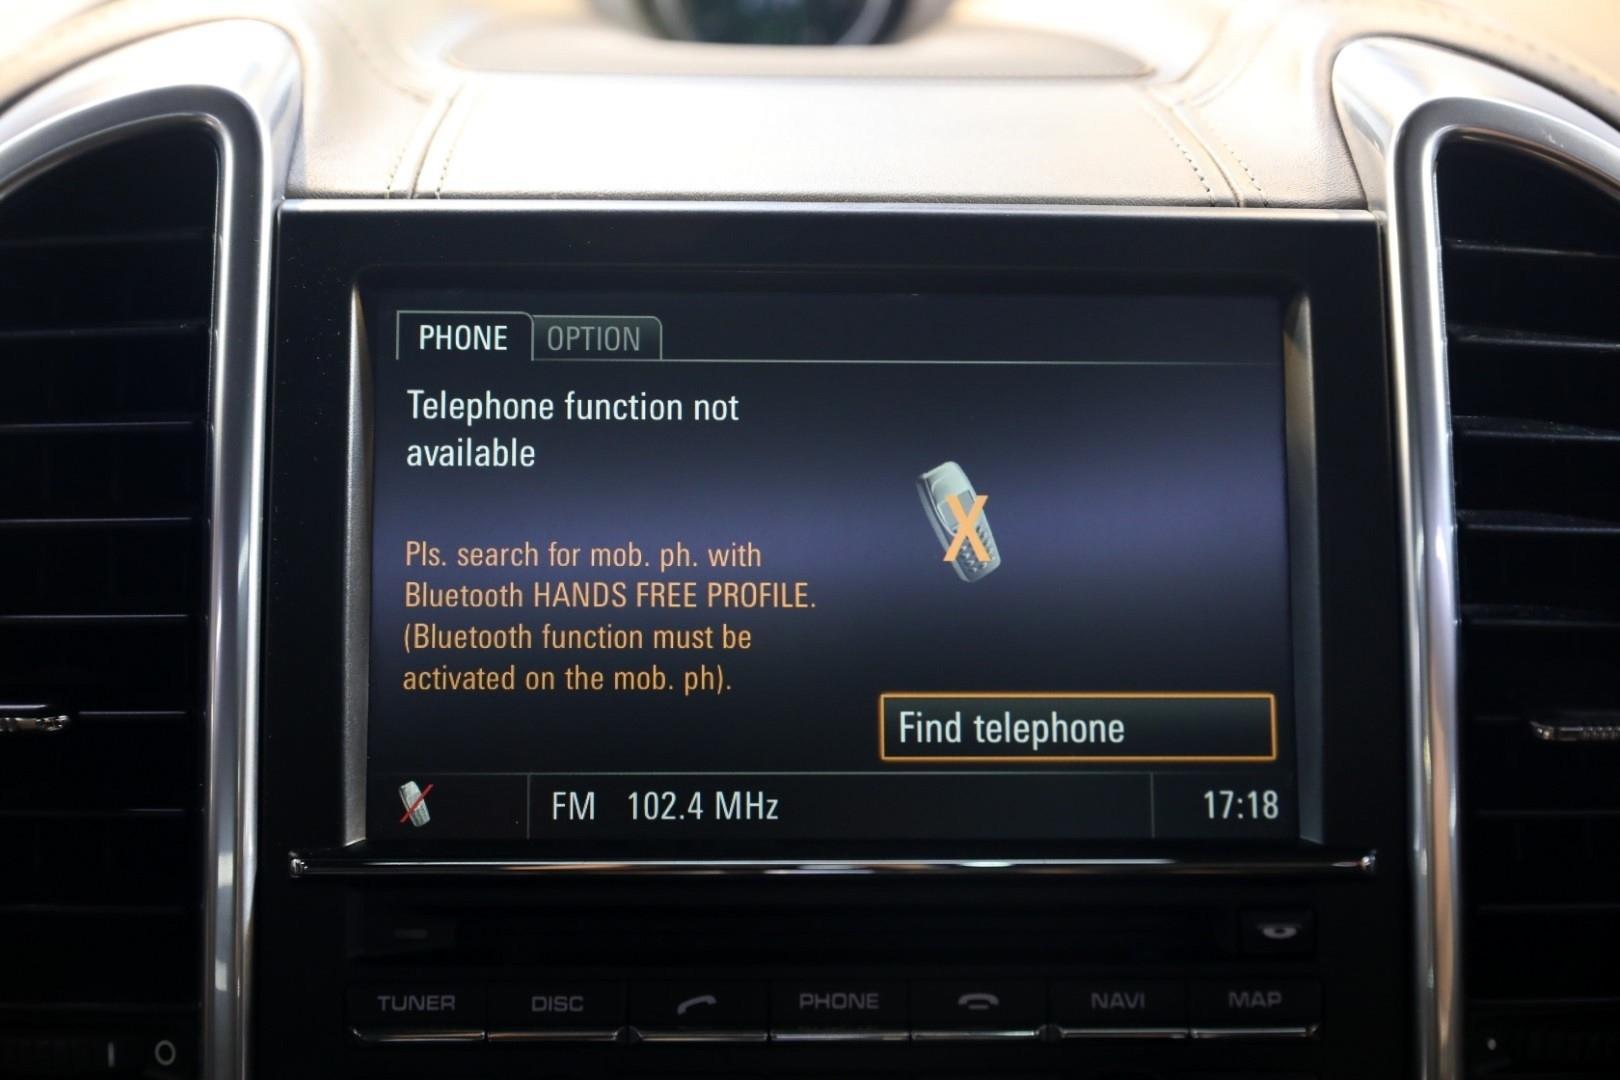 PHONE OPTION
Telephone function not
available
Pls. search for mob. ph. with
Bluetooth HANDS FREE PROFILE.
(Bluetooth function must be
activated on the mob. ph).
Find telephone
FM 102.4 MHz 17:18
TUNER DISC PHONE NAVI MAP